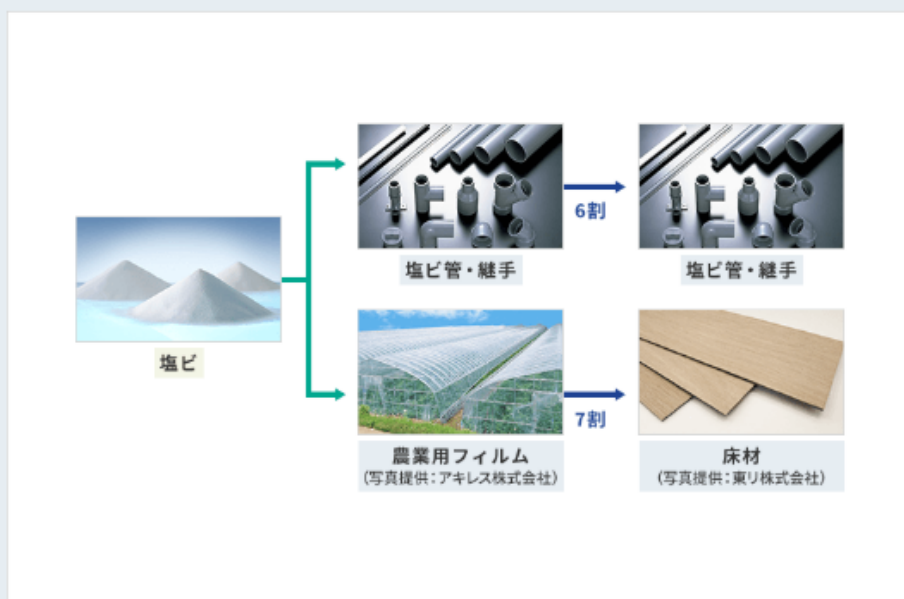 塩ビ
塩ビ管・継手
6割
塩ビ管・継手
農業用フィルム
(写真提供:アキレス株式会社)
7割
床材
(写真提供:東リ株式会社)